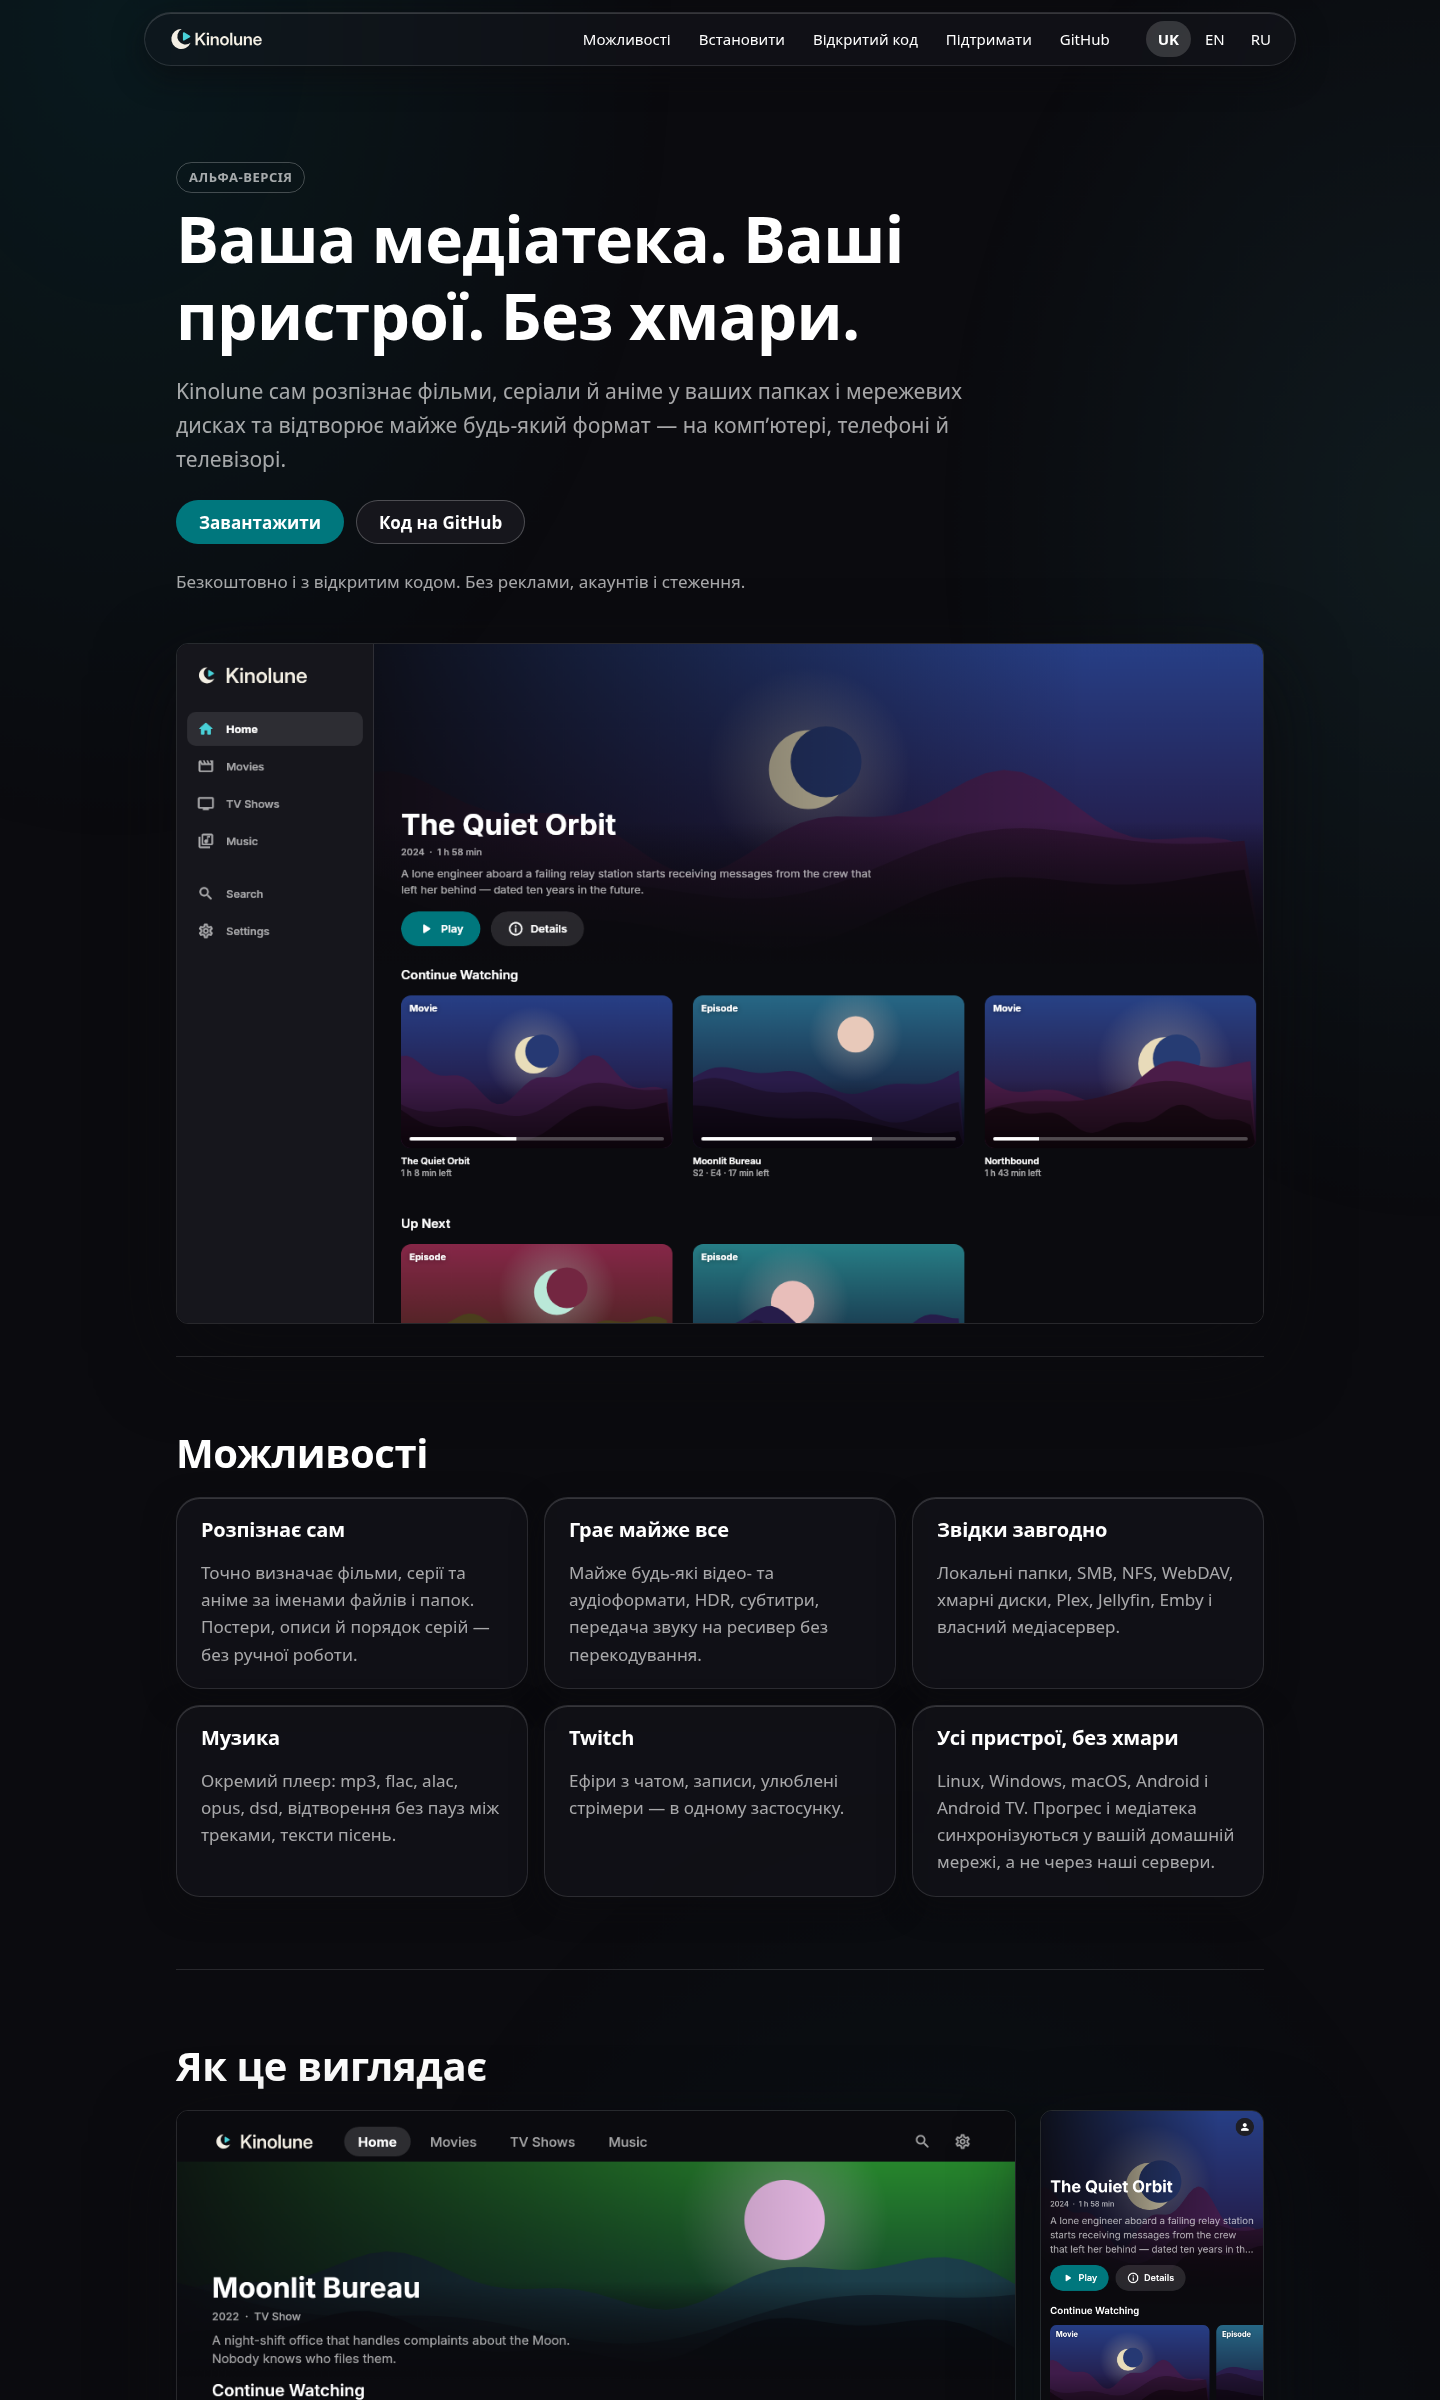 Kinolune
Можливості Встановити Відкритий код Підтримати GitHub UK EN RU
АЛЬФА-ВЕРСІЯ
Ваша медіатека. Ваші
пристрої. Без хмари.
Kinolune сам розпізнає фільми, серіали й аніме у ваших папках і мережевих
дисках та відтворює майже будь-який формат — на комп’ютері, телефоні й
телевізорі.
Завантажити Код на GitHub
Безкоштовно і з відкритим кодом. Без реклами, акаунтів і стеження.
Kinolune
Home
Movies
TV Shows
Music
Search
Settings
The Quiet Orbit
2024 · 1 h 58 min
A lone engineer aboard a failing relay station starts receiving messages from the crew that
left her behind — dated ten years in the future.
Play Details
Continue Watching
Movie Episode Movie
The Quiet Orbit Moonlit Bureau Northbound
1 h 8 min left S2 · E4 · 17 min left 1 h 43 min left
Up Next
Episode Episode
Можливості
Розпізнає сам
Точно визначає фільми, серії та
аніме за іменами файлів і папок.
Постери, описи й порядок серій —
без ручної роботи.
Грає майже все
Майже будь-які відео- та
аудіоформати, HDR, субтитри,
передача звуку на ресивер без
перекодування.
Звідки завгодно
Локальні папки, SMB, NFS, WebDAV,
хмарні диски, Plex, Jellyfin, Emby і
власний медіасервер.
Музика
Окремий плеєр: mp3, flac, alac,
opus, dsd, відтворення без пауз між
треками, тексти пісень.
Twitch
Ефіри з чатом, записи, улюблені
стрімери — в одному застосунку.
Усі пристрої, без хмари
Linux, Windows, macOS, Android і
Android TV. Прогрес і медіатека
синхронізуються у вашій домашній
мережі, а не через наші сервери.
Як це виглядає
Kinolune Home Movies TV Shows Music
Moonlit Bureau
2022 · TV Show
A night-shift office that handles complaints about the Moon.
Nobody knows who files them.
Continue Watching
The Quiet Orbit
2024 · 1 h 58 min
A lone engineer aboard a failing relay station
starts receiving messages from the crew
that left her behind — dated ten years in th...
Play Details
Continue Watching
Movie Episode